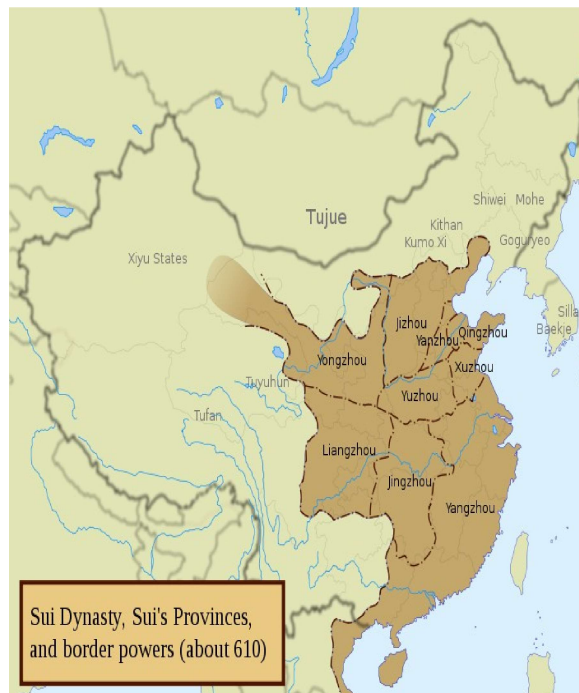 Shiwei
Mohe
Kithan
Tujue
Kumo Xi
Goguryeo
Xiyu States
Silla
Jizhou
Qingzhou
Baekje
Yanzhou
Yongzhou
Xuzhou
Tuyuhun
Yuzhou
Tufan
Liangzhou
Jingzhou
Yangzhou
Sui Dynasty, Sui's Provinces,
and border powers (about 610)